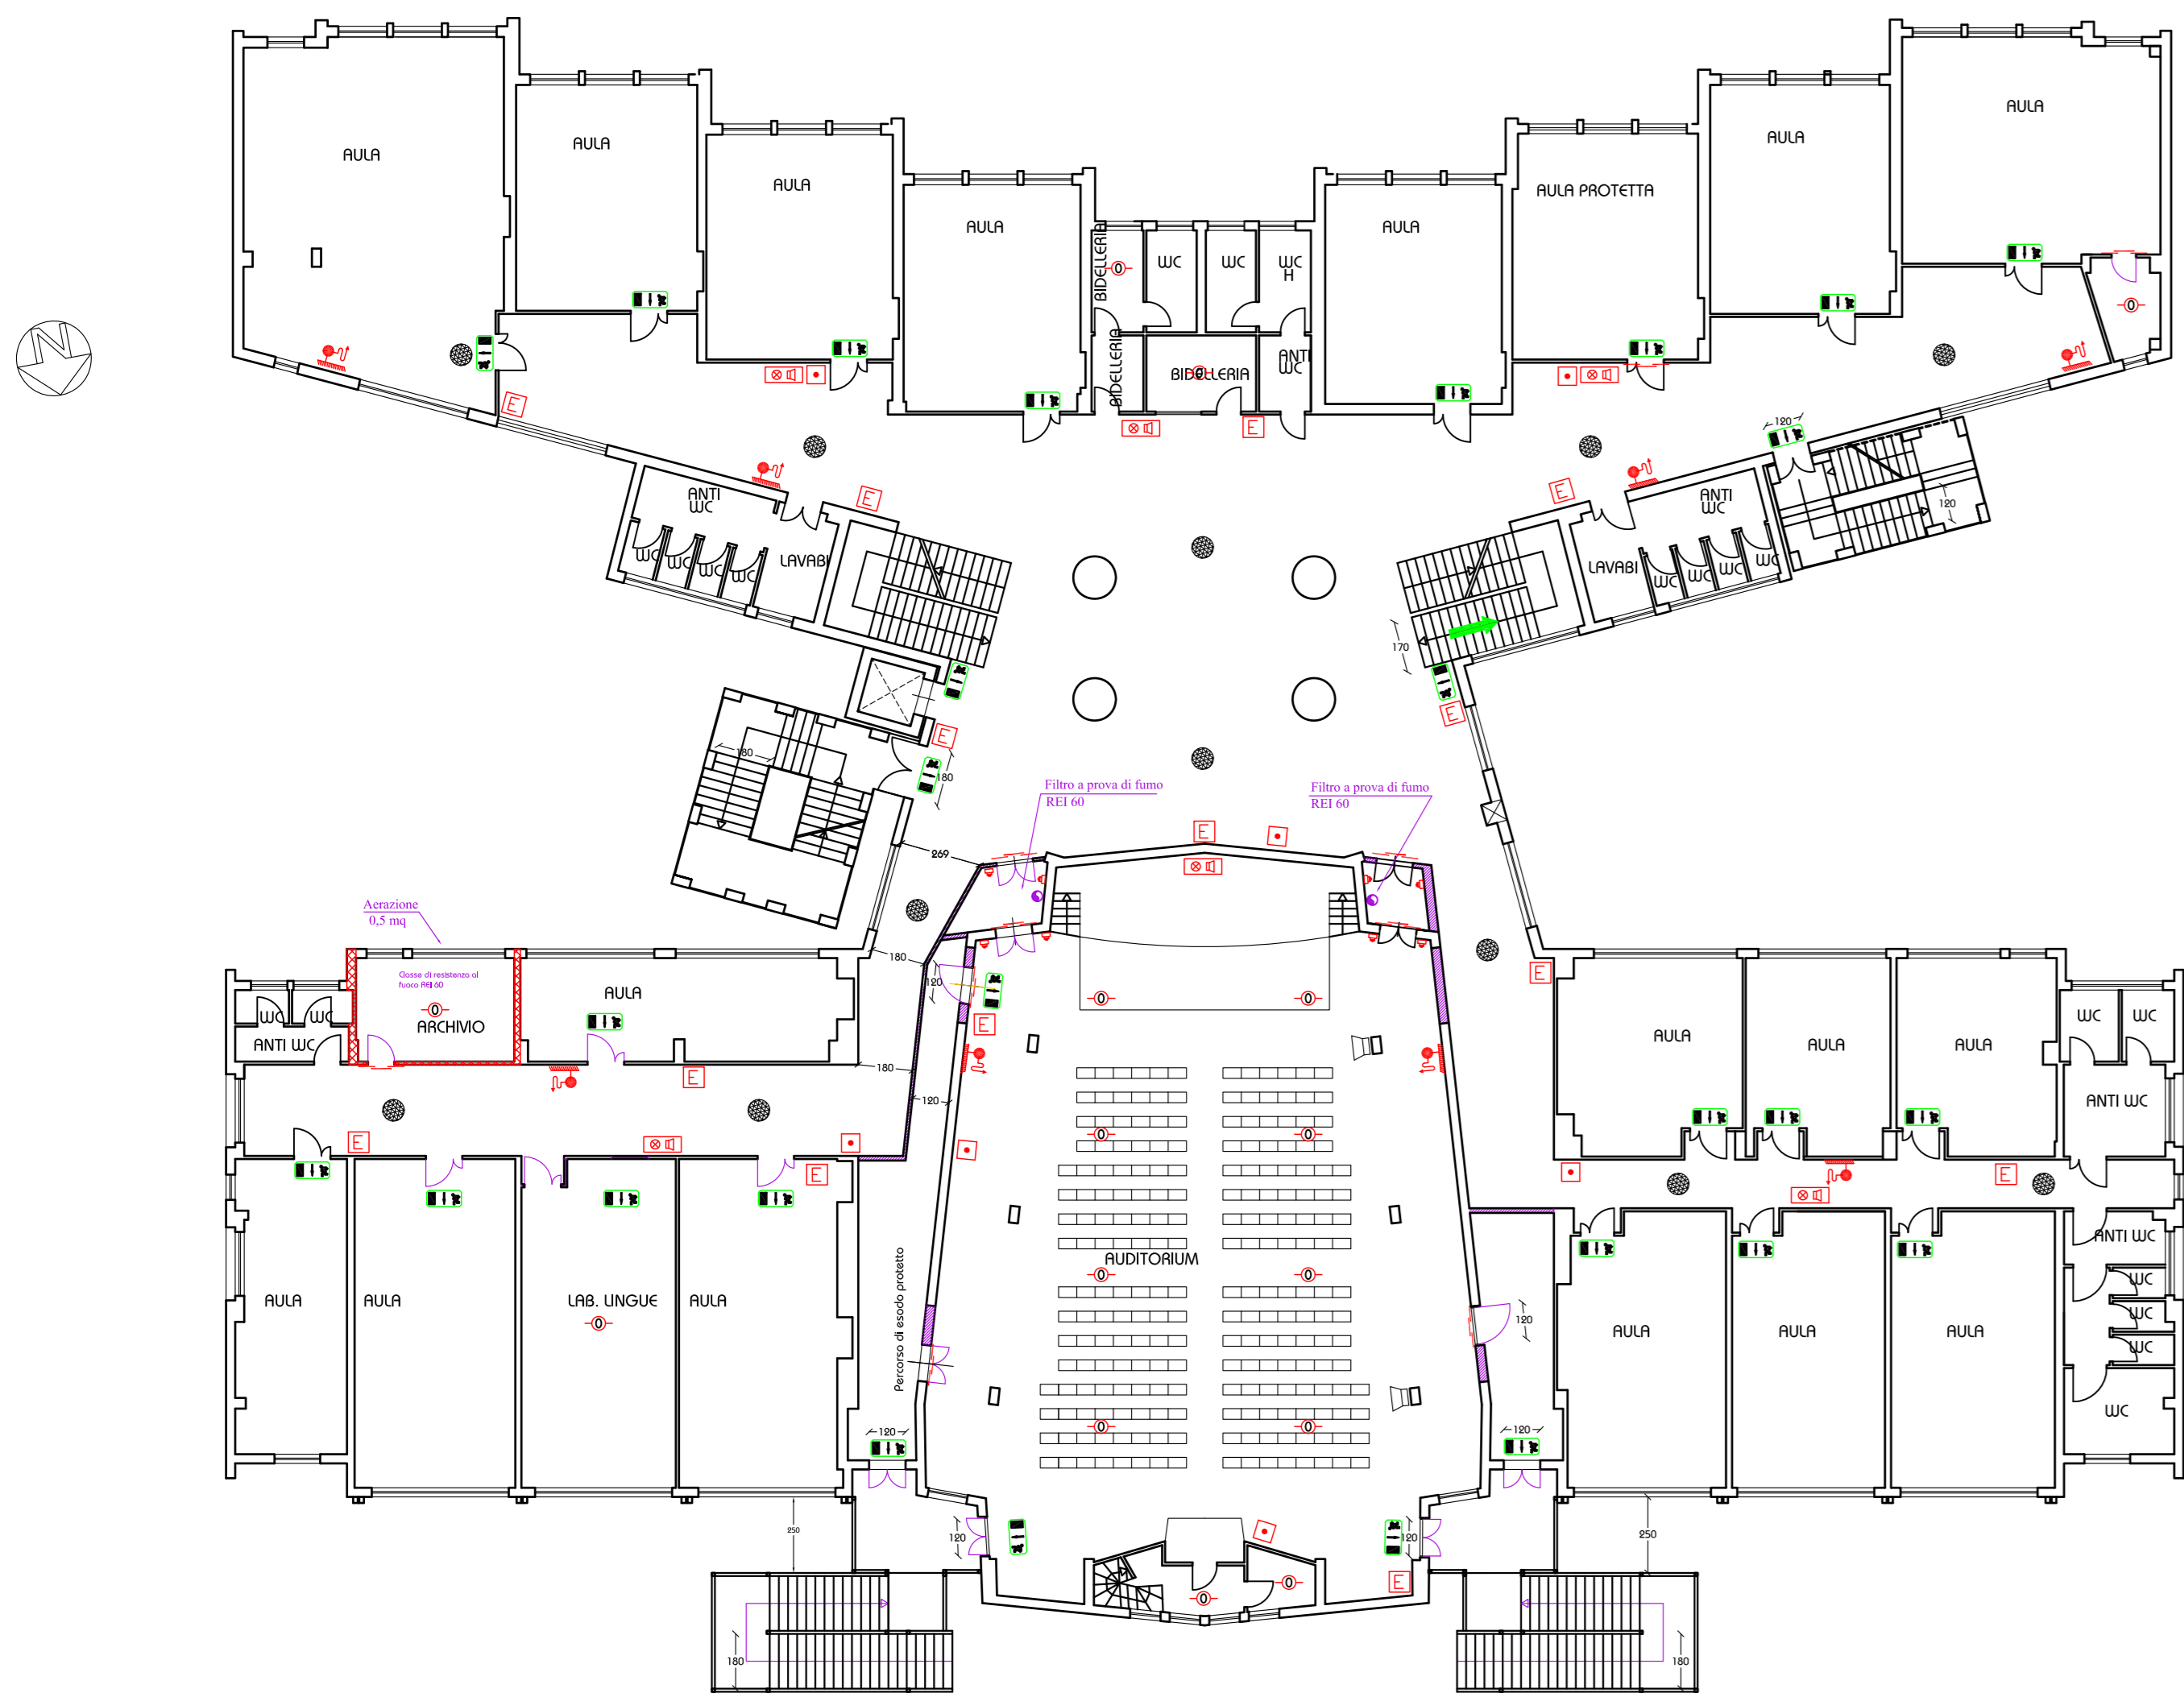 AULA
AULA
AULA
AULA
AULA
AULA
AULA PROTETTA
AULA
BIDELLERIA
WC
WC
WC
H
BIDELLERIA
BIDELLERIA
ANTI
WC
N
E
E
E
E
120
120
ANTI
WC
WC
WC
WC
WC
LAVABI
ANTI
WC
LAVABI
WC
WC
WC
WC
170
E
E
180
180
Filtro a prova di fumo
REI 60
Filtro a prova di fumo
REI 60
E
269
Aerazione
0,5 mq
Classe di resistenza al
fuoco REI 60
ARCHIVIO
WC
WC
ANTI WC
AULA
180
120
E
E
180
120
E
E
E
AULA
AULA
AULA
WC
WC
ANTI WC
E
AULA
AULA
LAB. LINGUE
AULA
Percorso di esodo protetto
AUDITORIUM
120
AULA
AULA
AULA
ANTI WC
WC
WC
WC
WC
120
120
250
120
120
250
E
180
180